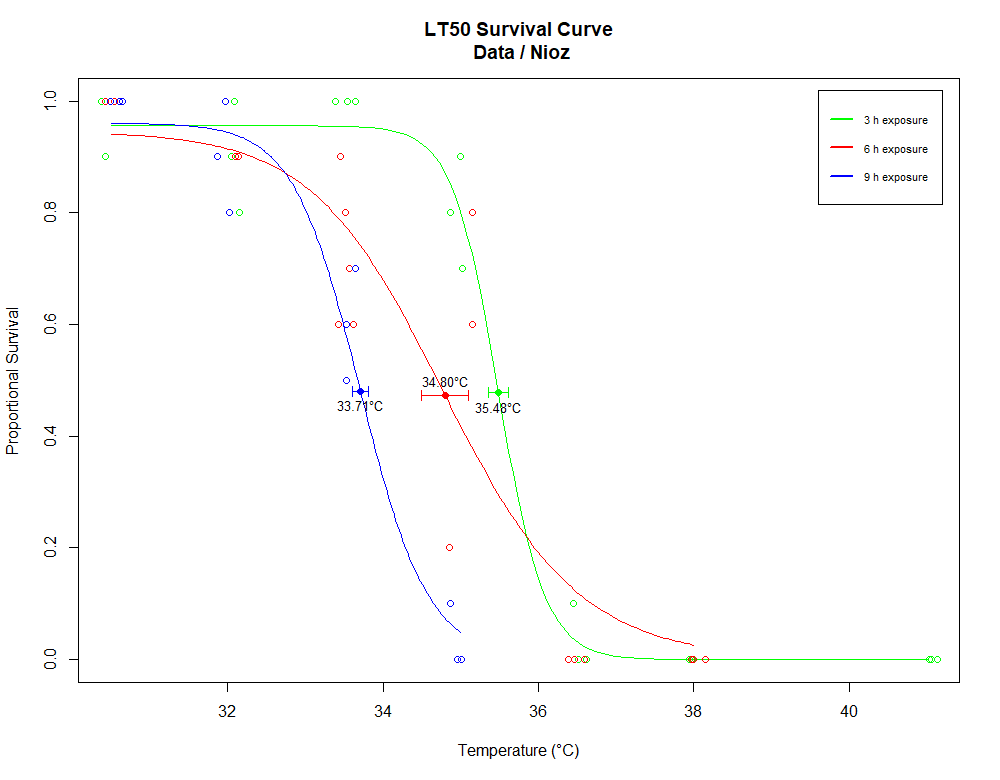 LT50 Survival Curve
Data / Nioz
3 h exposure
6 h exposure
9 h exposure
Proportional Survival
1.0
0.8
0.6
0.4
0.2
0.0
34.80°C
33.71°C
35.48°C
32
34
36
38
40
Temperature (°C)